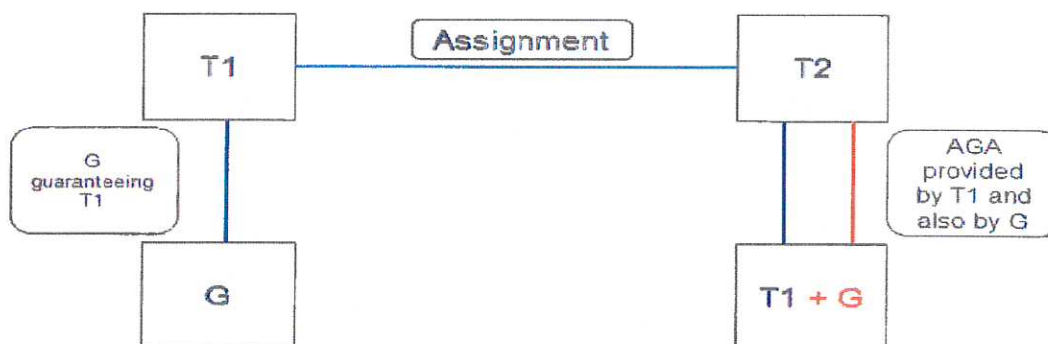 Assignment
T1
T2
G
guaranteeing
T1
AGA
provided
by T1 and
also by G
G
T1 + G